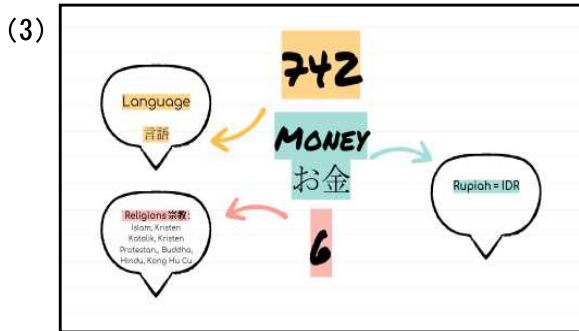 (3)
742
Language
言語
MONEY
お金
Rupiah = IDR
Religions 宗教:
Islam, Kristen
Katolik, Kristen
Protestan,, Buddha,
Hindu, Kong Hu Cu
6